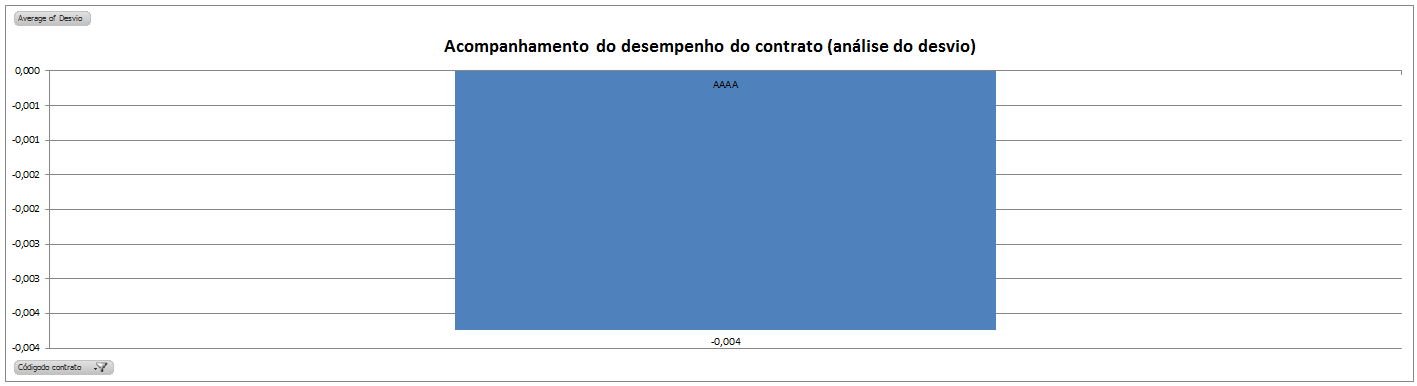 Average of Desvio
Acompanhamento do desempenho do contrato (análise do desvio)
0,000
AAAA
-0,001
-0,001
-0,002
-0,002
-0,003
-0,003
-0,004
-0,004
-0,004
Códigodo contrato